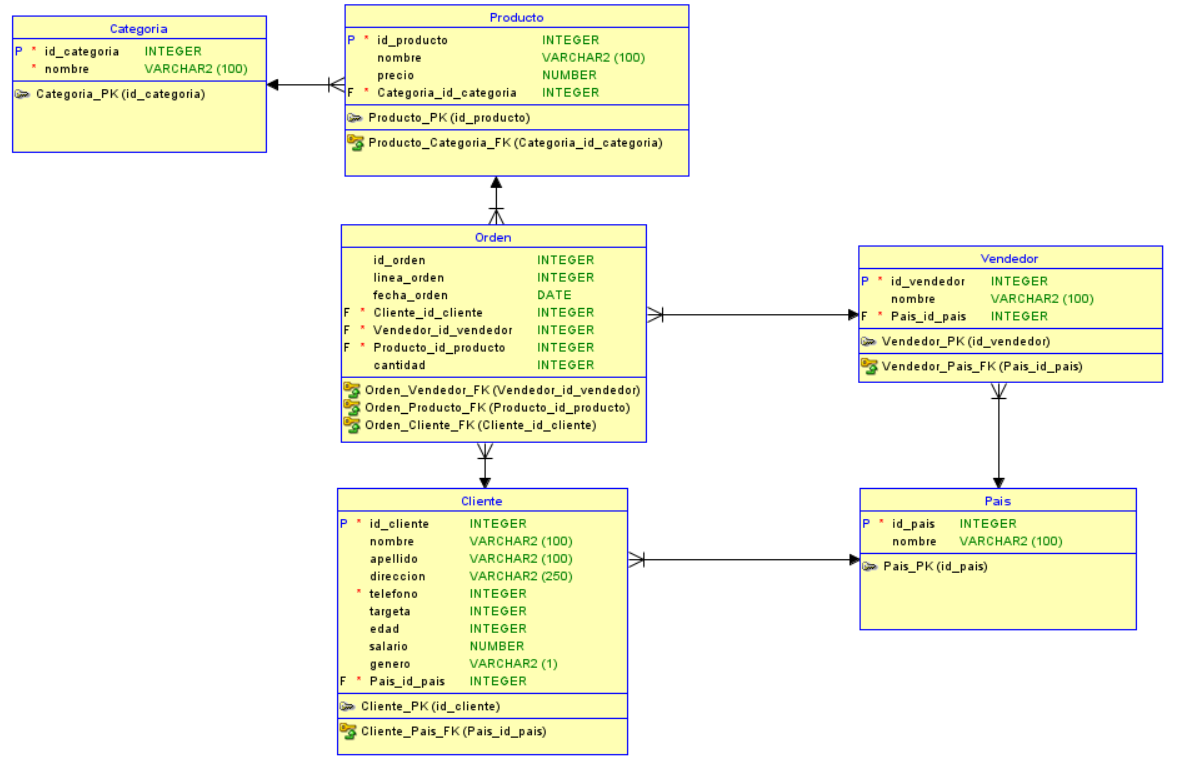 Categoria
P * id_categoria INTEGER
* nombre VARCHAR2 (100)
Categoria_PK (id_categoria)
Producto
P * id_producto INTEGER
nombre VARCHAR2 (100)
precio NUMBER
F * Categoria_id_categoria INTEGER
Producto_PK (id_producto)
Producto_Categoria_FK (Categoria_id_categoria)
Orden
id_orden INTEGER
linea_orden INTEGER
fecha_orden DATE
F * Cliente_id_cliente INTEGER
F * Vendedor_id_vendedor INTEGER
F * Producto_id_producto INTEGER
cantidad INTEGER
Orden_Vendedor_FK (Vendedor_id_vendedor)
Orden_Producto_FK (Producto_id_producto)
Orden_Cliente_FK (Cliente_id_cliente)
Vendedor
P * id_vendedor INTEGER
nombre VARCHAR2 (100)
F * Pais_id_pais INTEGER
Vendedor_PK (id_vendedor)
Vendedor_Pais_FK (Pais_id_pais)
Cliente
P * id_cliente INTEGER
nombre VARCHAR2 (100)
apellido VARCHAR2 (100)
direccion VARCHAR2 (250)
* telefono INTEGER
targeta INTEGER
edad INTEGER
salario NUMBER
genero VARCHAR2 (1)
F * Pais_id_pais INTEGER
Cliente_PK (id_cliente)
Cliente_Pais_FK (Pais_id_pais)
Pais
P * id_pais INTEGER
nombre VARCHAR2 (100)
Pais_PK (id_pais)